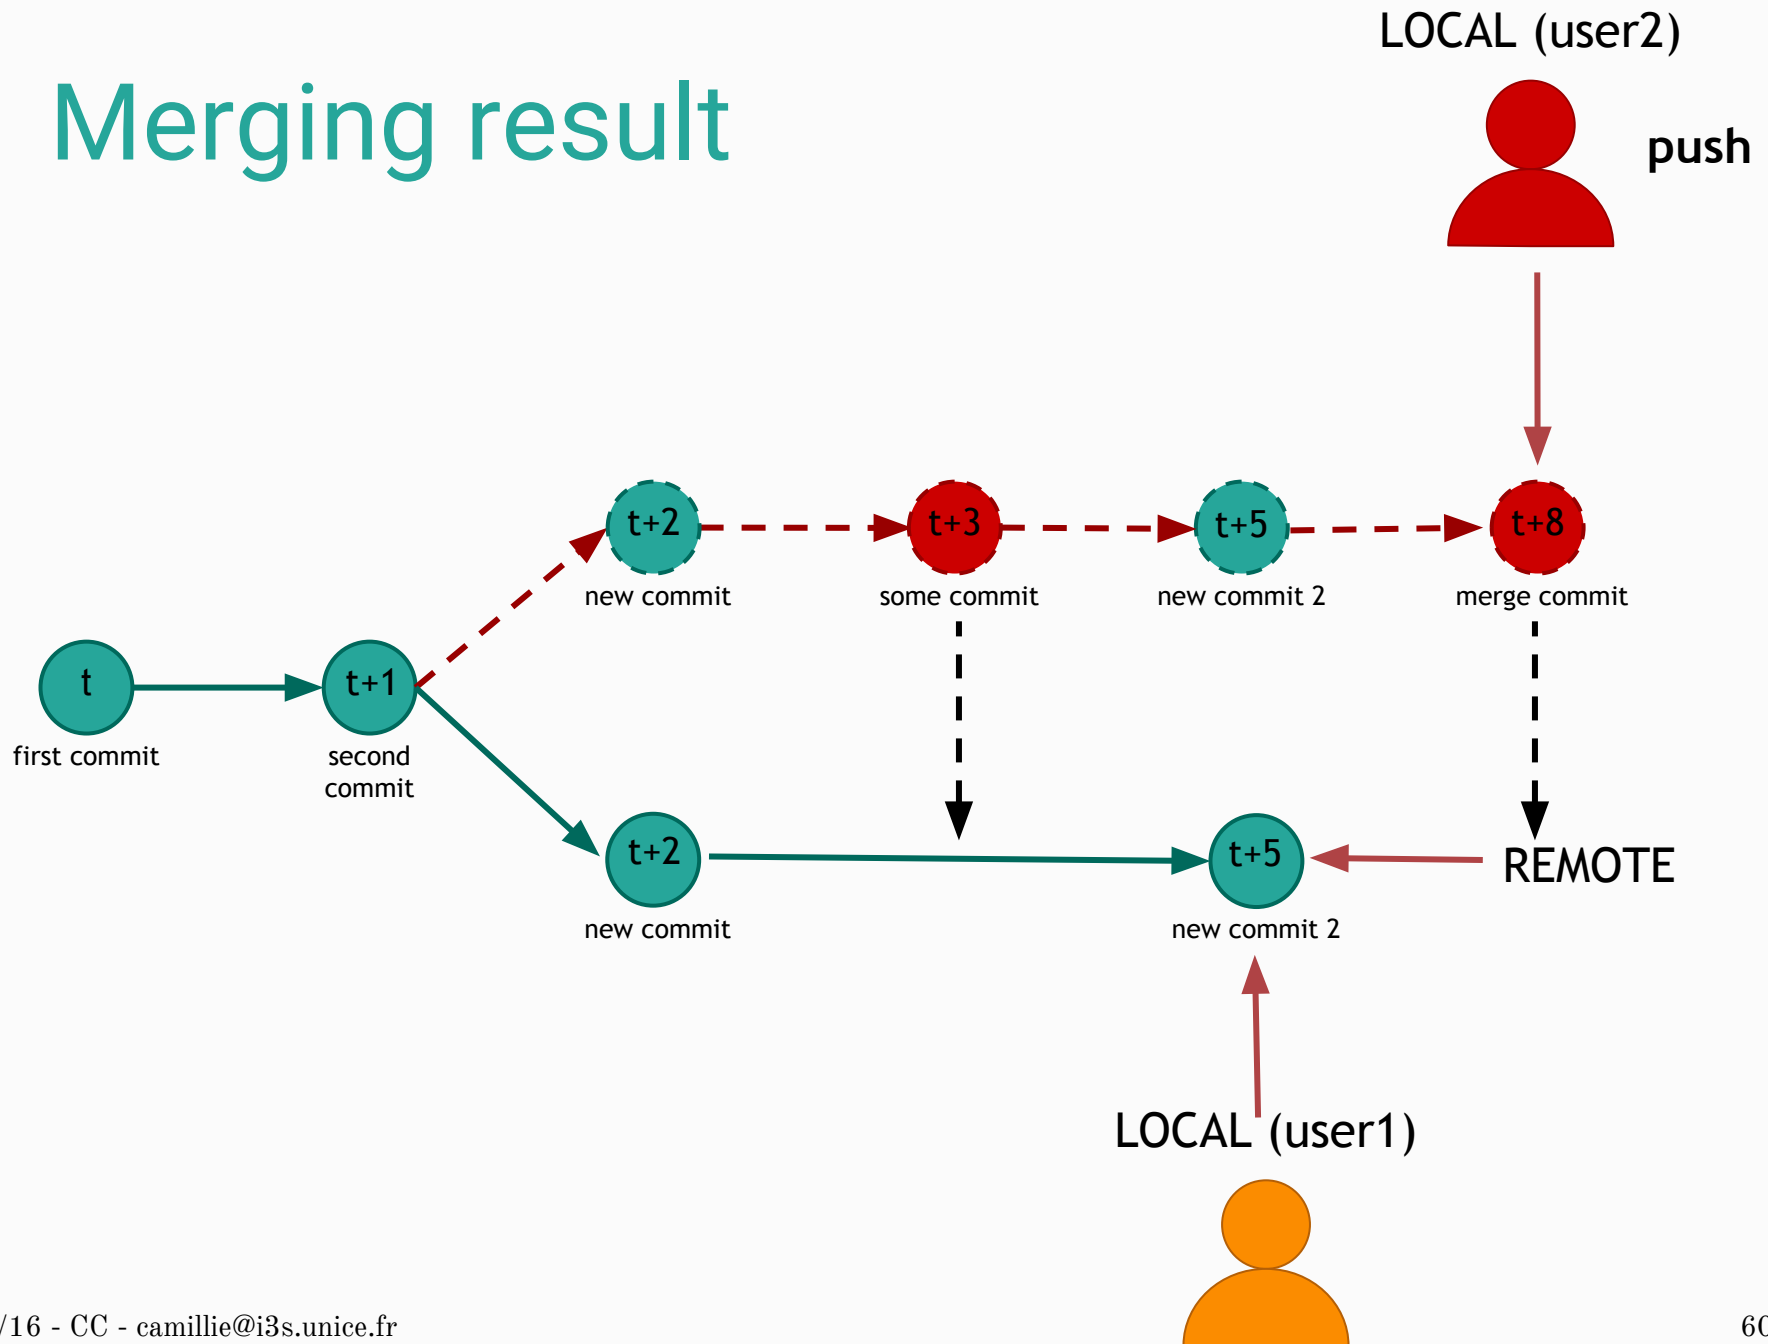 LOCAL (user2)
Merging result
push
t+2
t+3
t+5
t+8
new commit
some commit
new commit 2
merge commit
t
t+1
first commit
second
commit
t+2
t+5
REMOTE
new commit
new commit 2
LOCAL (user1)
/16 - CC - camillie@i3s.unice.fr
60